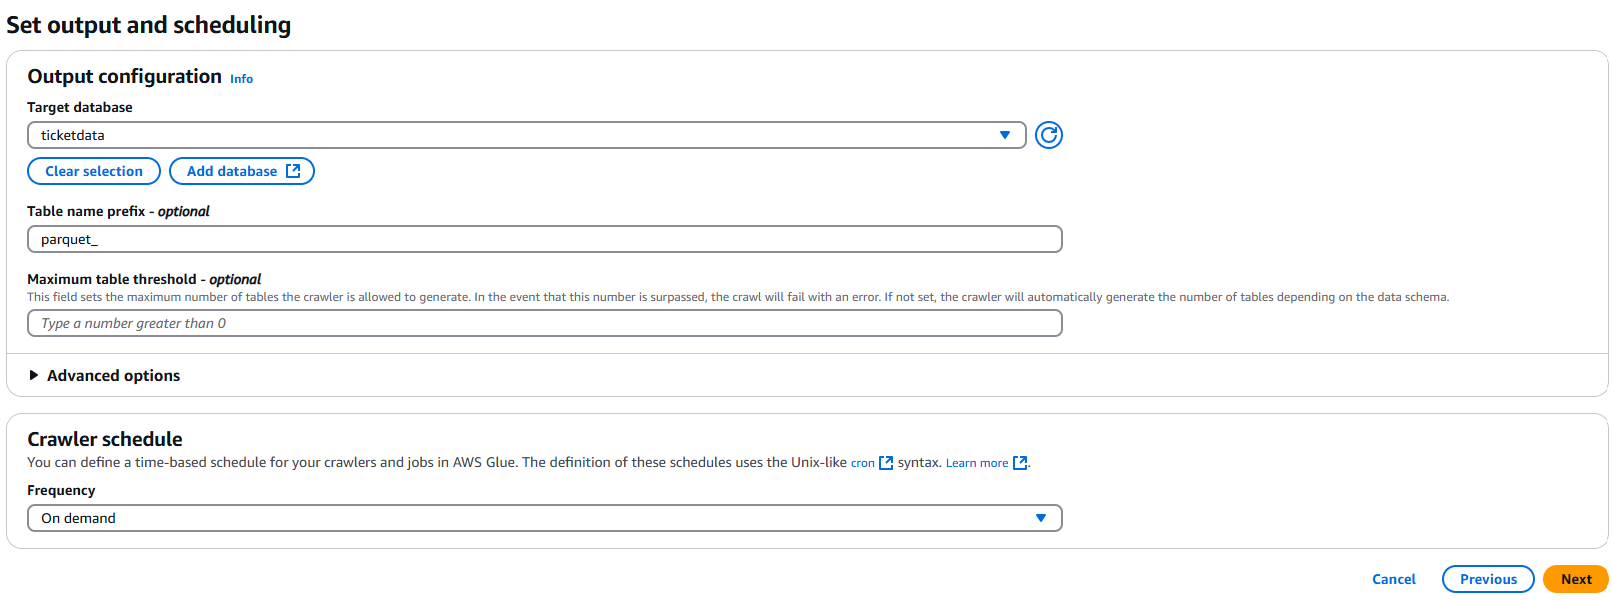 Set output and scheduling
Output configuration Info
Target database
ticketdata
Clear selection Add database
Table name prefix - optional
parquet_
Maximum table threshold - optional
This field sets the maximum number of tables the crawler is allowed to generate. In the event that this number is surpassed, the crawl will fail with an error. If not set, the crawler will automatically generate the number of tables depending on the data schema.
Type a number greater than 0
Advanced options
Crawler schedule
You can define a time-based schedule for your crawlers and jobs in AWS Glue. The definition of these schedules uses the Unix-like cron syntax. Learn more.
Frequency
On demand
Cancel Previous Next